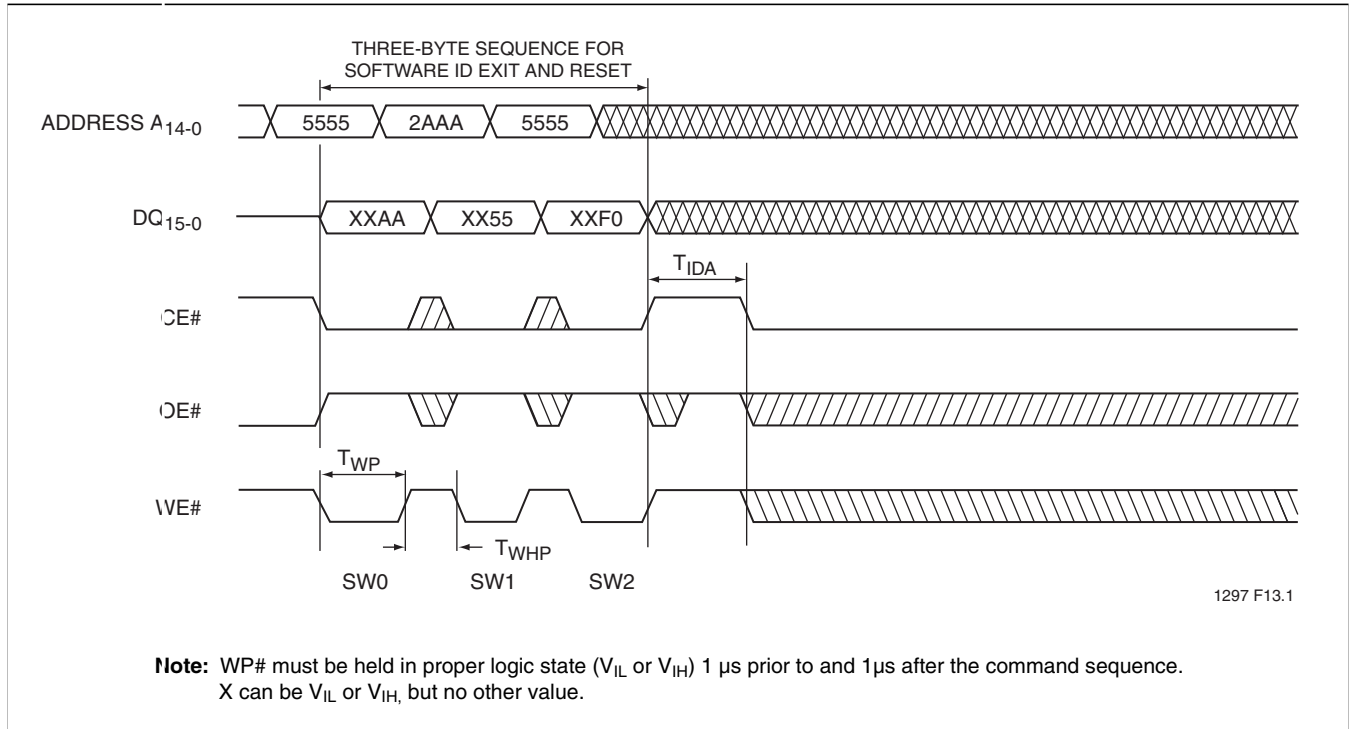 THREE-BYTE SEQUENCE FOR
SOFTWARE ID EXIT AND RESET
ADDRESS A14-0 5555 2AAA 5555
DQ15-0 XXAA XX55 XXF0
TIDA
CE#
OE#
TWP
WE#
TWHP
SW0 SW1 SW2
1297 F13.1
Note: WP# must be held in proper logic state (VIL or VIH) 1 µs prior to and 1µs after the command sequence.
X can be VIL or VIH, but no other value.